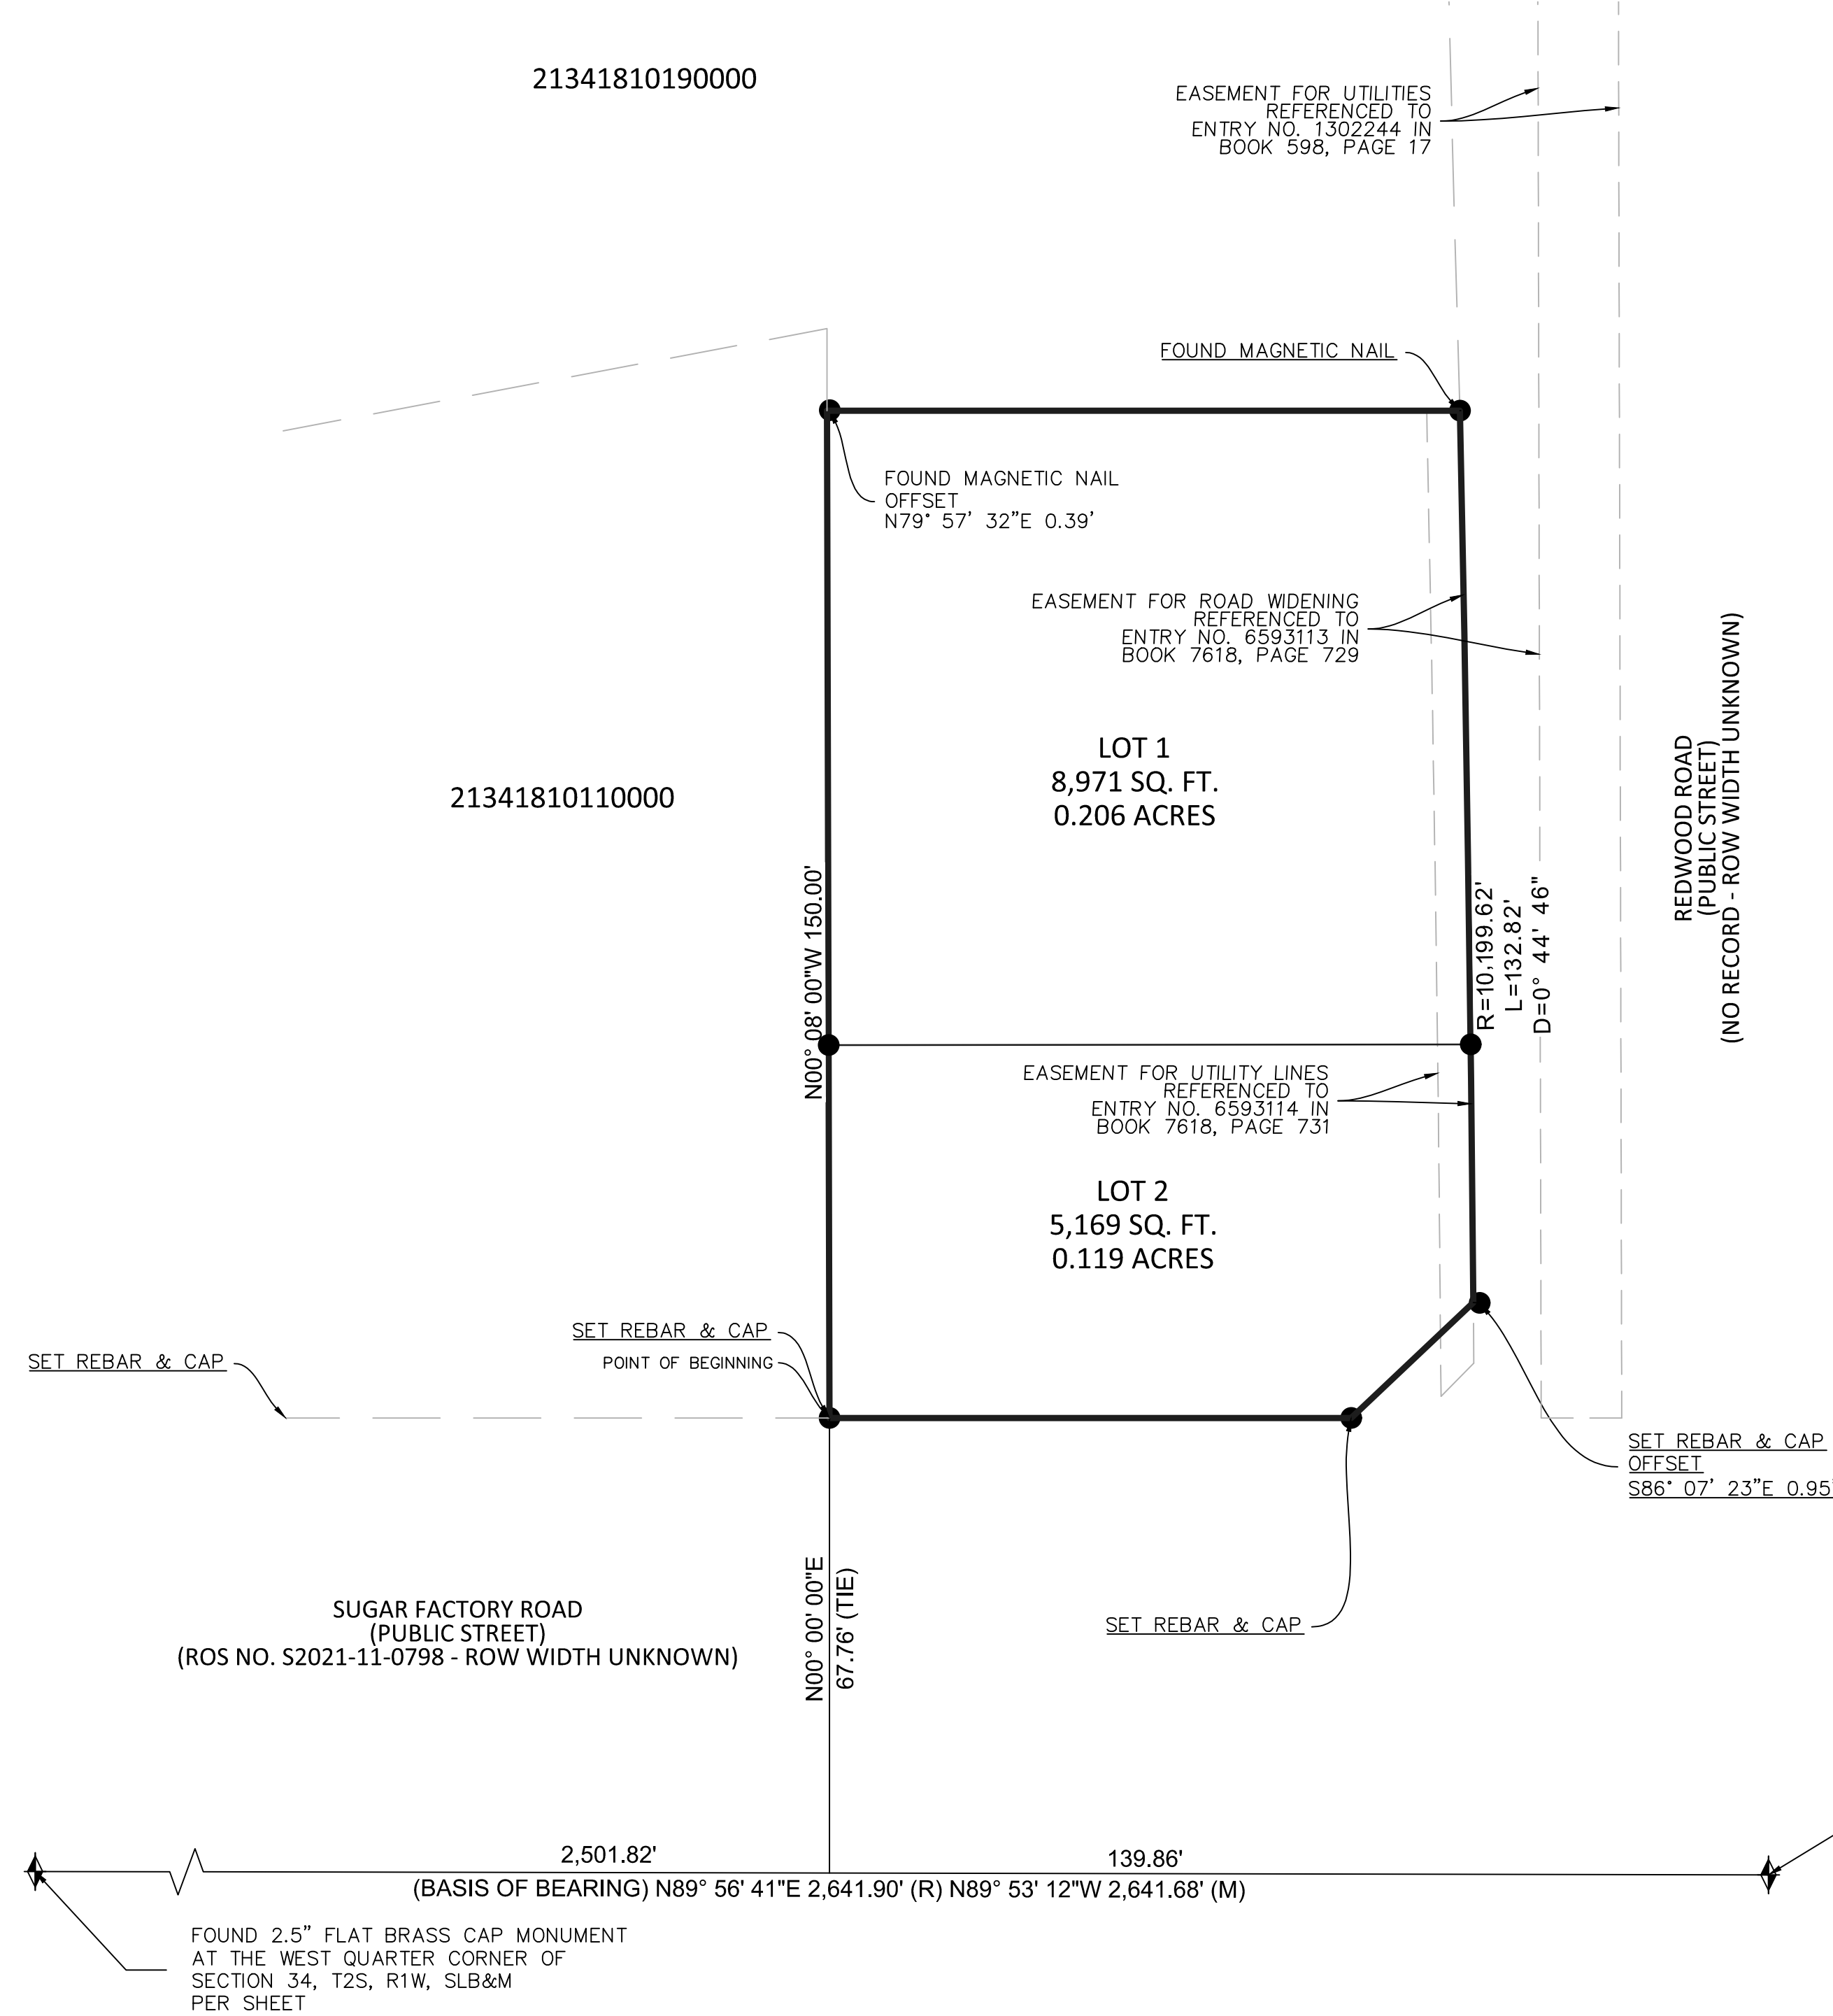 21341810190000
EASEMENT FOR UTILITIES
REFERENCED TO
ENTRY NO. 1302244 IN
BOOK 598, PAGE 17
FOUND MAGNETIC NAIL
FOUND MAGNETIC NAIL
OFFSET
N79° 57' 32"E 0.39'
EASEMENT FOR ROAD WIDENING
REFERENCED TO
ENTRY NO. 6593113 IN
BOOK 7618, PAGE 729
REDWOOD ROAD
(PUBLIC STREET)
(NO RECORD - ROW WIDTH UNKNOWN)
LOT 1
8,971 SQ. FT.
0.206 ACRES
21341810110000
N00° 08' 00"W 150.00'
R=10,199.62'
L=132.82'
D=0° 44' 46"
EASEMENT FOR UTILITY LINES
REFERENCED TO
ENTRY NO. 6593114 IN
BOOK 7618, PAGE 731
LOT 2
5,169 SQ. FT.
0.119 ACRES
SET REBAR & CAP
POINT OF BEGINNING
SET REBAR & CAP
SET REBAR & CAP
OFFSET
S86° 07' 23"E 0.95'
SET REBAR & CAP
N00° 00' 00"E
67.76' (TIE)
SUGAR FACTORY ROAD
(PUBLIC STREET)
(ROS NO. S2021-11-0798 - ROW WIDTH UNKNOWN)
2,501.82'
139.86'
(BASIS OF BEARING) N89° 56' 41"E 2,641.90' (R) N89° 53' 12"W 2,641.68' (M)
FOUND 2.5" FLAT BRASS CAP MONUMENT
AT THE WEST QUARTER CORNER OF
SECTION 34, T2S, R1W, SLB&M
PER SHEET